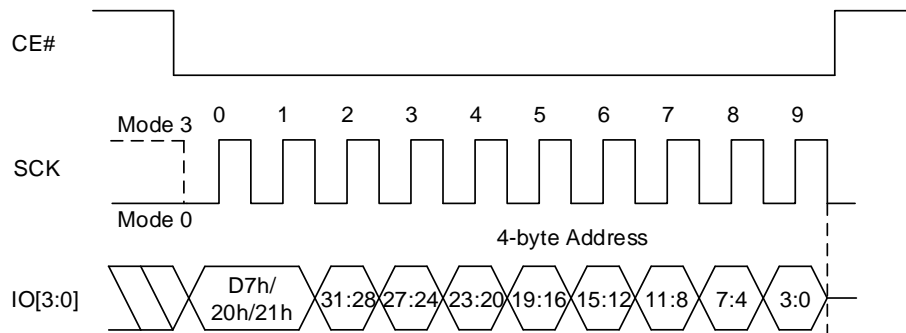 CE#
0 1 2 3 4 5 6 7 8 9
Mode 3
SCK
Mode 0
4-byte Address
IO[3:0]
D7h/
20h/21h
31:28 27:24 23:20 19:16 15:12 11:8 7:4 3:0